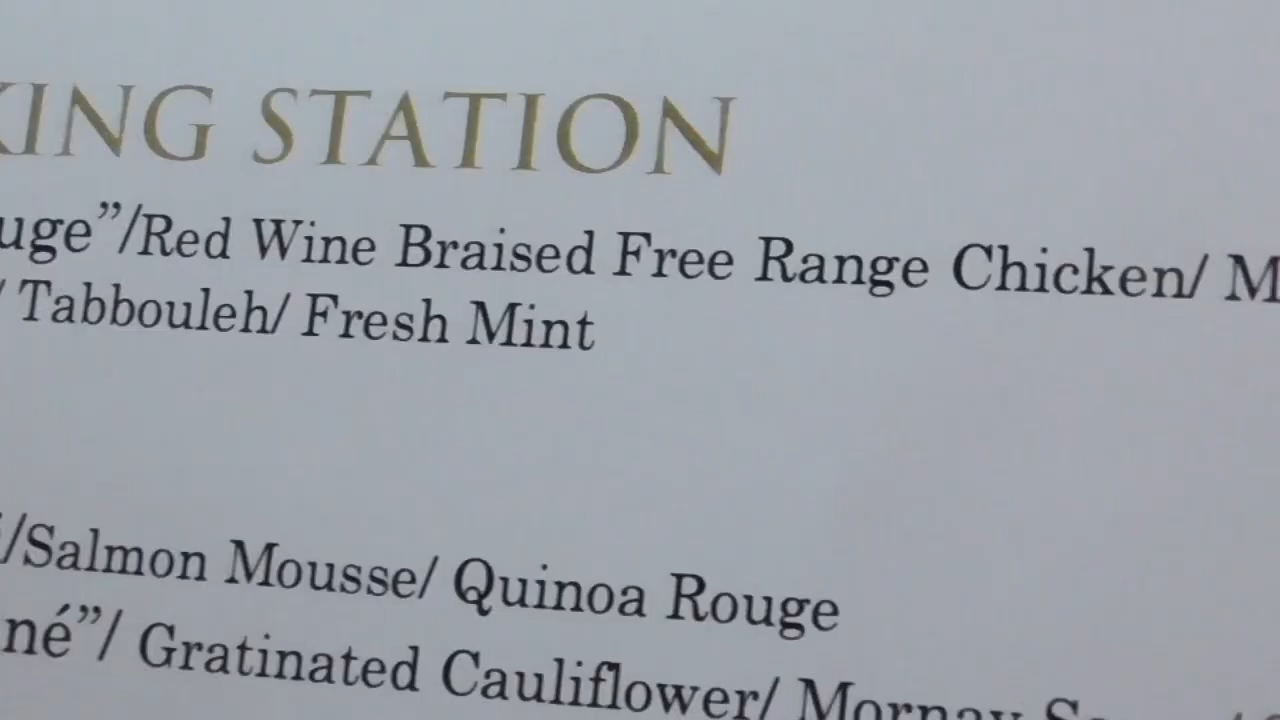 KING STATION
uge”/Red Wine Braised Free Range Chicken/ M
/ Tabbouleh/ Fresh Mint
/Salmon Mousse/ Quinoa Rouge
né”/ Gratinated Cauliflower/ Mornay